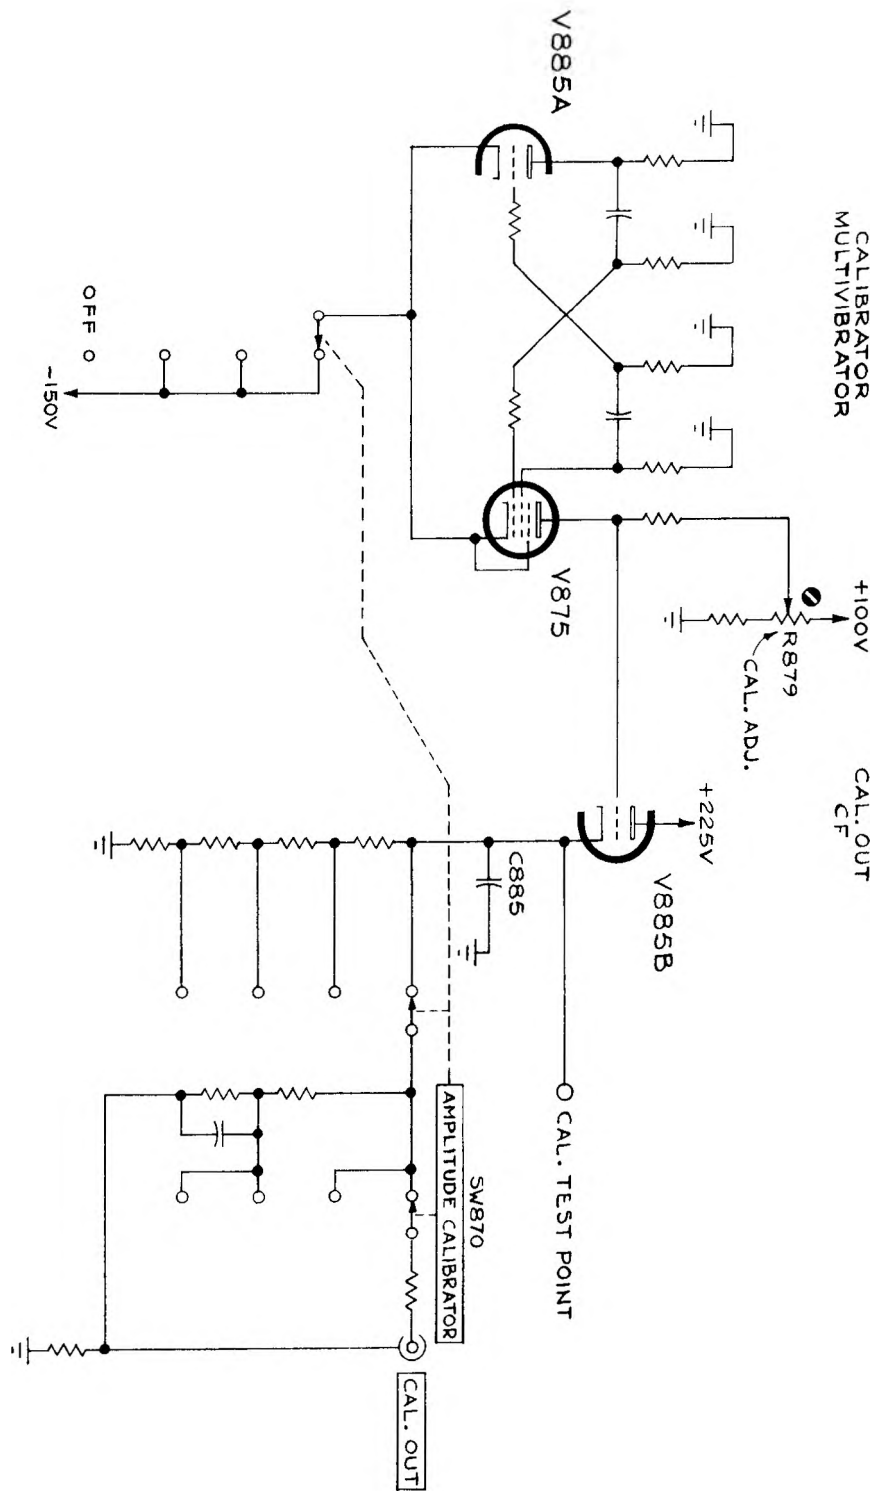 CALIBRATOR
MULTIVIBRATOR
V885A
V875
+100V
R879
CAL. ADJ.
CAL. OUT
CF
+225V
V885B
C885
CAL. TEST POINT
SW870
AMPLITUDE CALIBRATOR
CAL. OUT
OFF
-150V